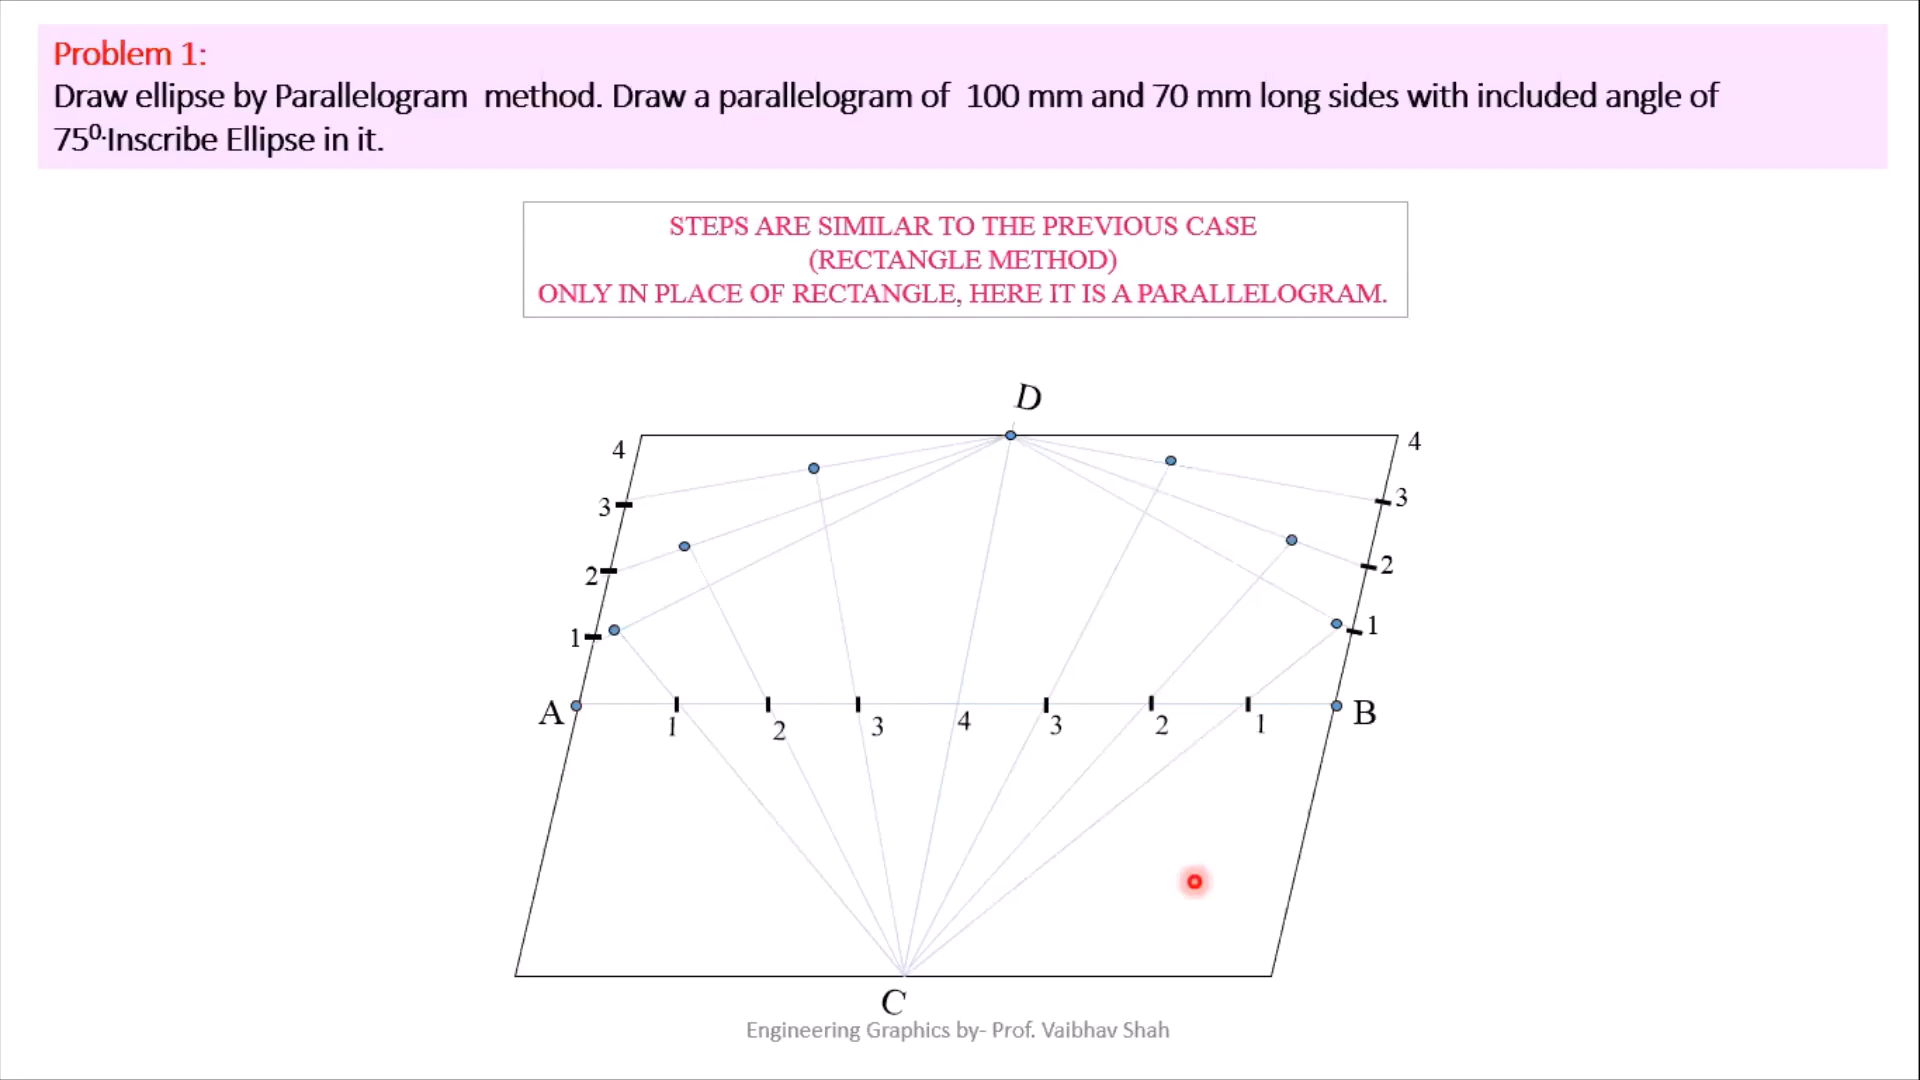 Problem 1:
Draw ellipse by Parallelogram method. Draw a parallelogram of 100 mm and 70 mm long sides with included angle of
75⁰.Inscribe Ellipse in it.
STEPS ARE SIMILAR TO THE PREVIOUS CASE
(RECTANGLE METHOD)
ONLY IN PLACE OF RECTANGLE, HERE IT IS A PARALLELOGRAM.
D
4 4
3 3
2 2
1 1
A B
1 2 3 4 3 2 1
C
Engineering Graphics by- Prof. Vaibhav Shah